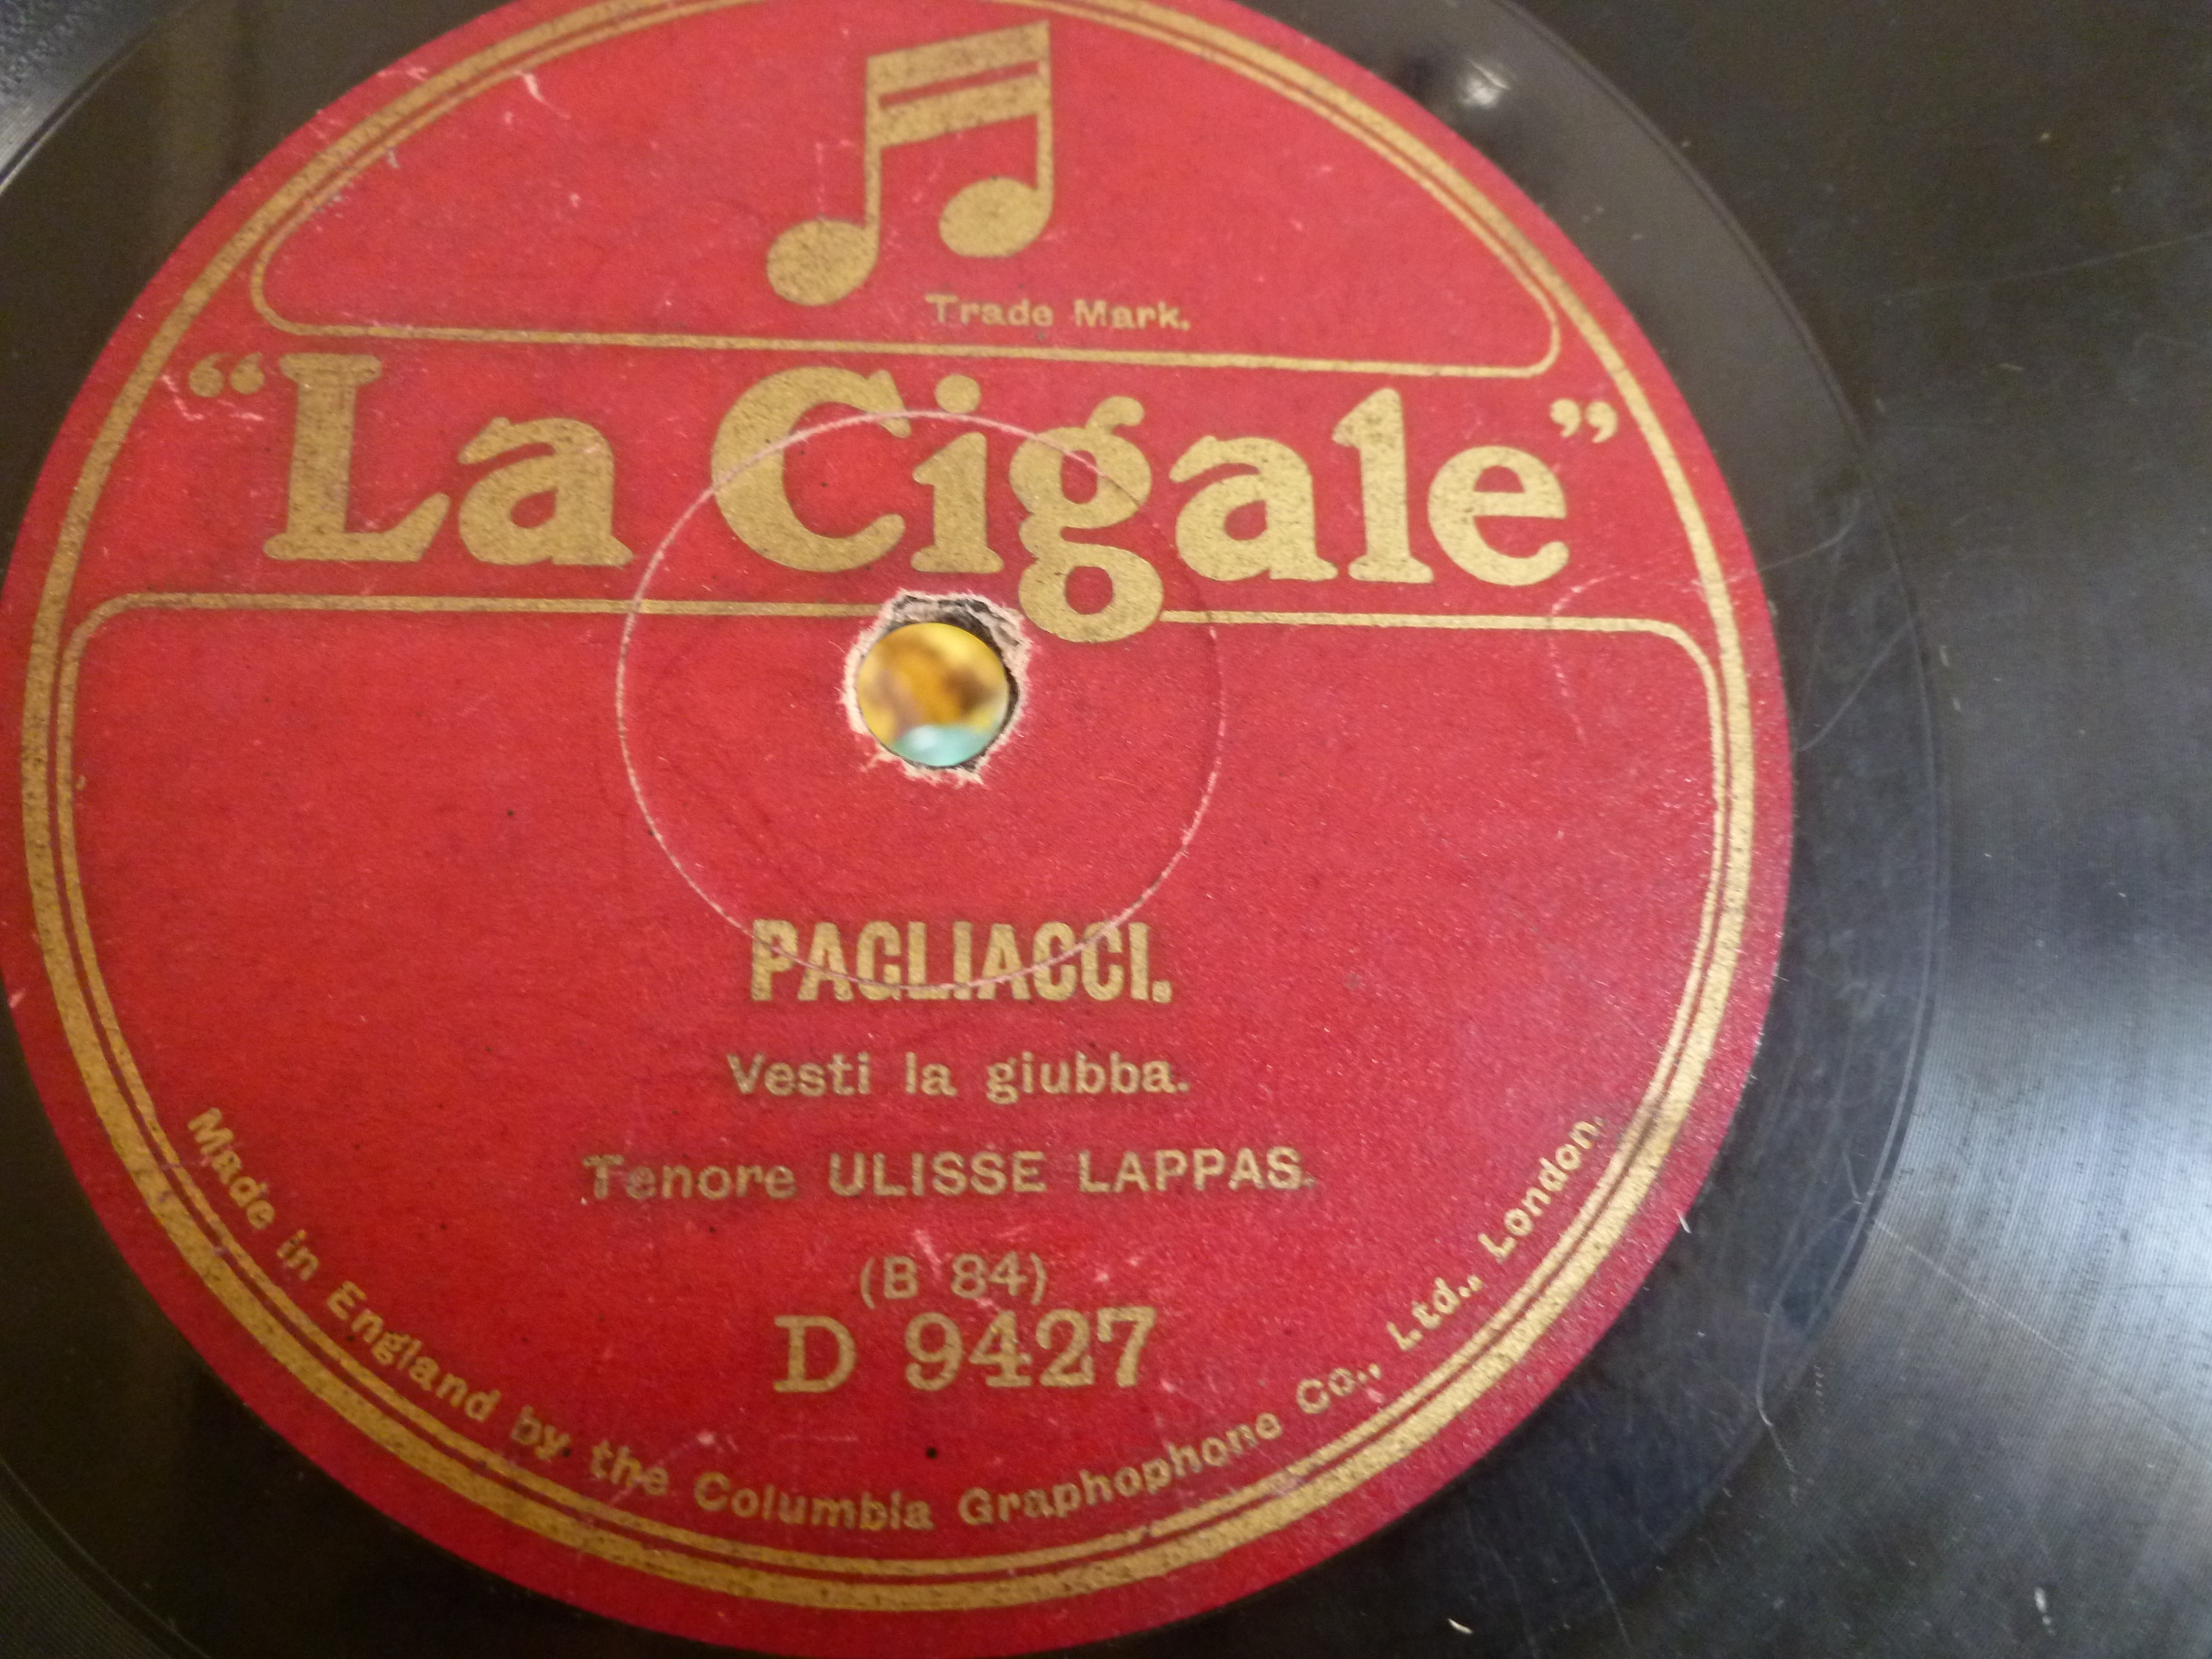 Trade Mark.
“La Cigale”
PAGLIACCI.
Vesti la giubba.
Tenore ULISSE LAPPAS.
(B 84)
D 9427
Made in England by the Columbia Graphophone Co., Ltd., London.